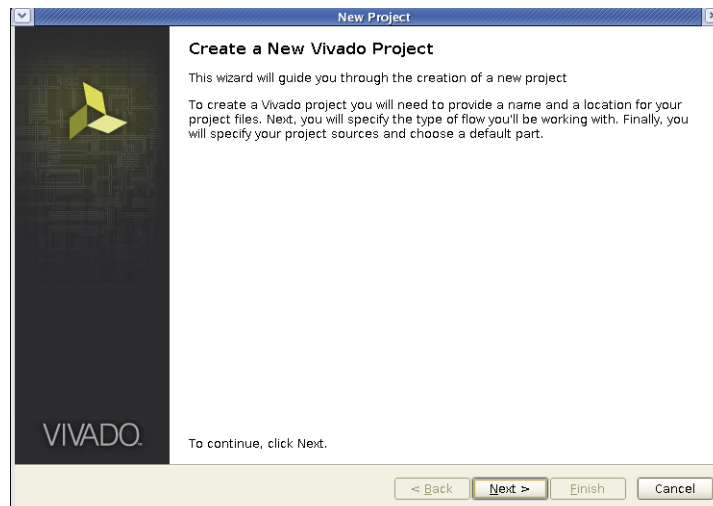 New Project
Create a New Vivado Project
This wizard will guide you through the creation of a new project
To create a Vivado project you will need to provide a name and a location for your
project files. Next, you will specify the type of flow you'll be working with. Finally, you
will specify your project sources and choose a default part.
VIVADO.
To continue, click Next.
< Back Next > Finish Cancel